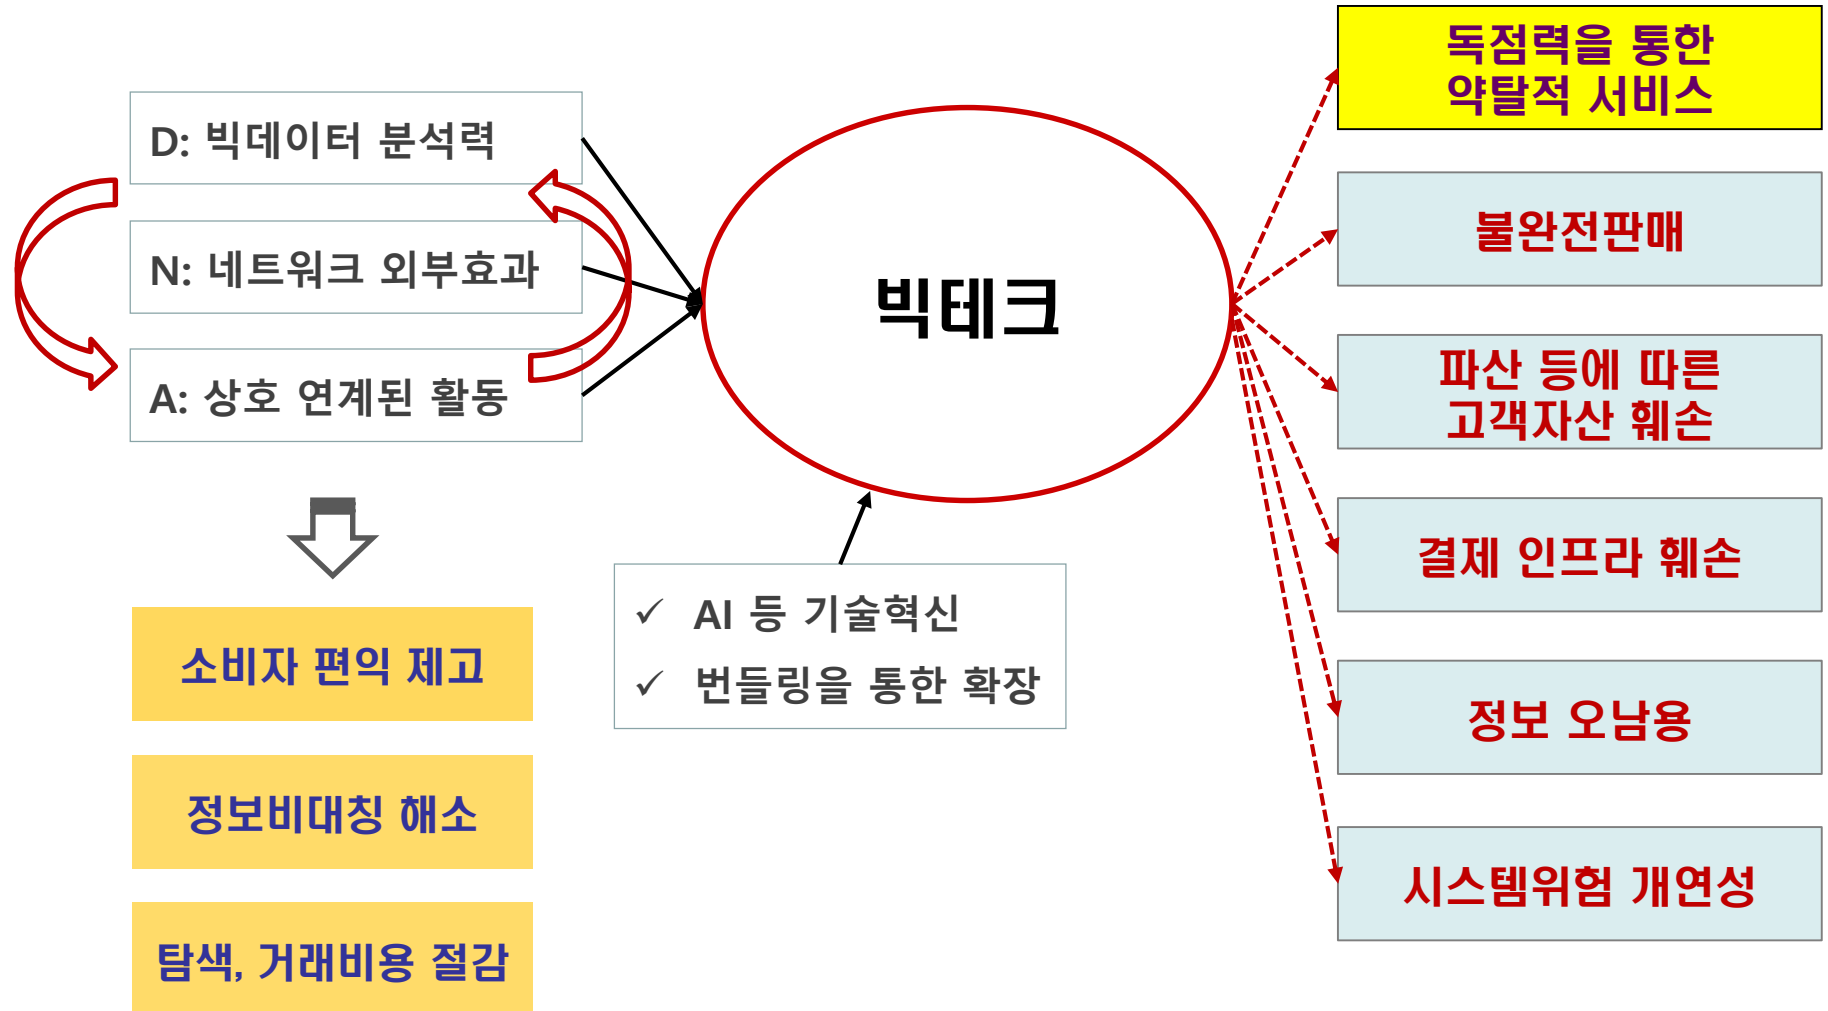 D: 빅데이터 분석력
N: 네트워크 외부효과
A: 상호 연계된 활동
소비자 편익 제고
정보비대칭 해소
탐색, 거래비용 절감
빅테크
✓ AI 등 기술혁신
✓ 번들링을 통한 확장
독점력을 통한
약탈적 서비스
불완전판매
파산 등에 따른
고객자산 훼손
결제 인프라 훼손
정보 오남용
시스템위험 개연성